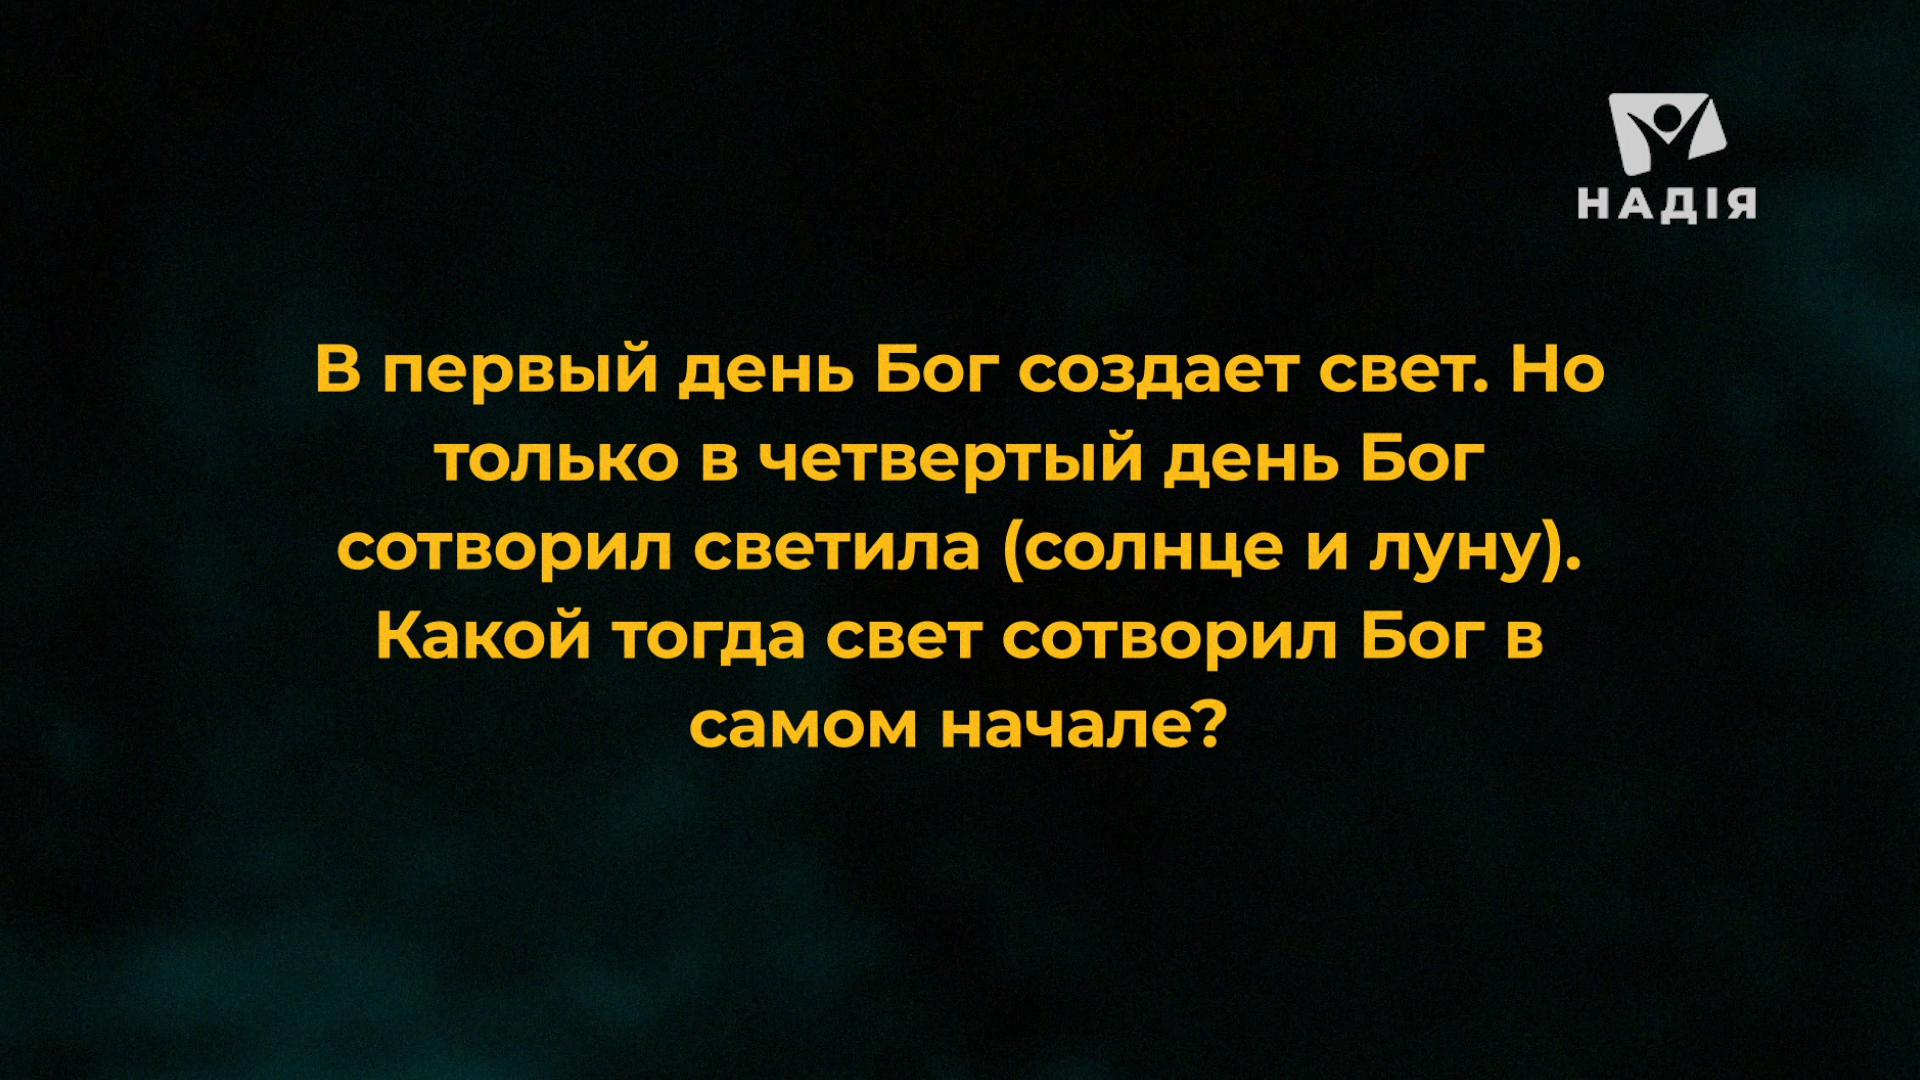 НАДІЯ
В первый день Бог создает свет. Но
только в четвертый день Бог
сотворил светила (солнце и луну).
Какой тогда свет сотворил Бог в
самом начале?